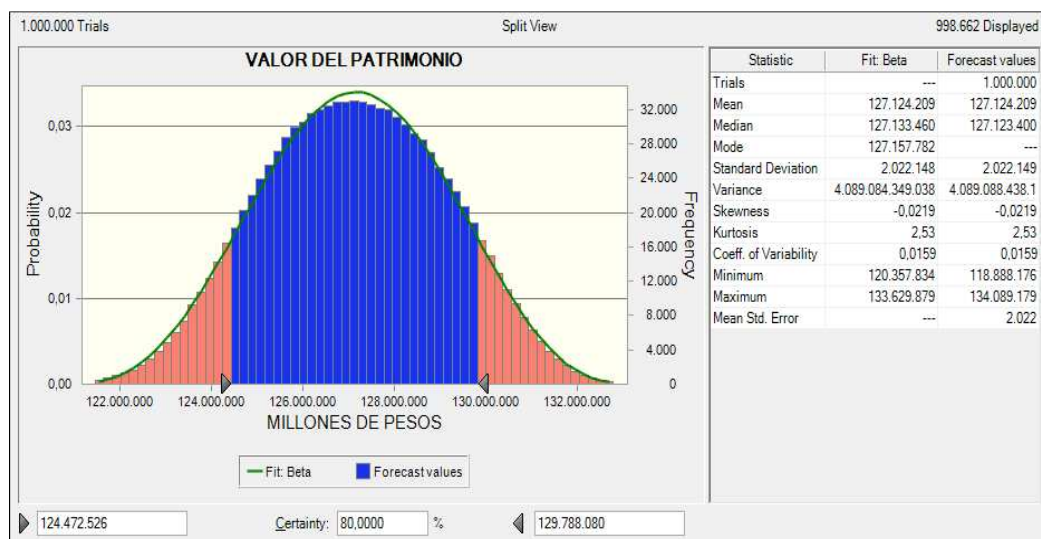 1.000.000 Trials Split View 998.662 Displayed
VALOR DEL PATRIMONIO
Probability
0,03
0,02
0,01
0,00
Frequency
32.000
28.000
24.000
20.000
16.000
12.000
8.000
4.000
0
122.000.000 124.000.000 126.000.000 128.000.000 130.000.000 132.000.000
MILLONES DE PESOS
Fit: Beta Forecast values
Statistic Fit: Beta Forecast values
Trials --- 1.000.000
Mean 127.124.209 127.124.209
Median 127.133.460 127.123.400
Mode 127.157.782 ---
Standard Deviation 2.022.148 2.022.149
Variance 4.089.084.349.038 4.089.088.438.1
Skewness -0,0219 -0,0219
Kurtosis 2,53 2,53
Coeff. of Variability 0,0159 0,0159
Minimum 120.357.834 118.888.176
Maximum 133.629.879 134.089.179
Mean Std. Error --- 2.022
124.472.526 Certainty: 80,0000 % 129.788.080